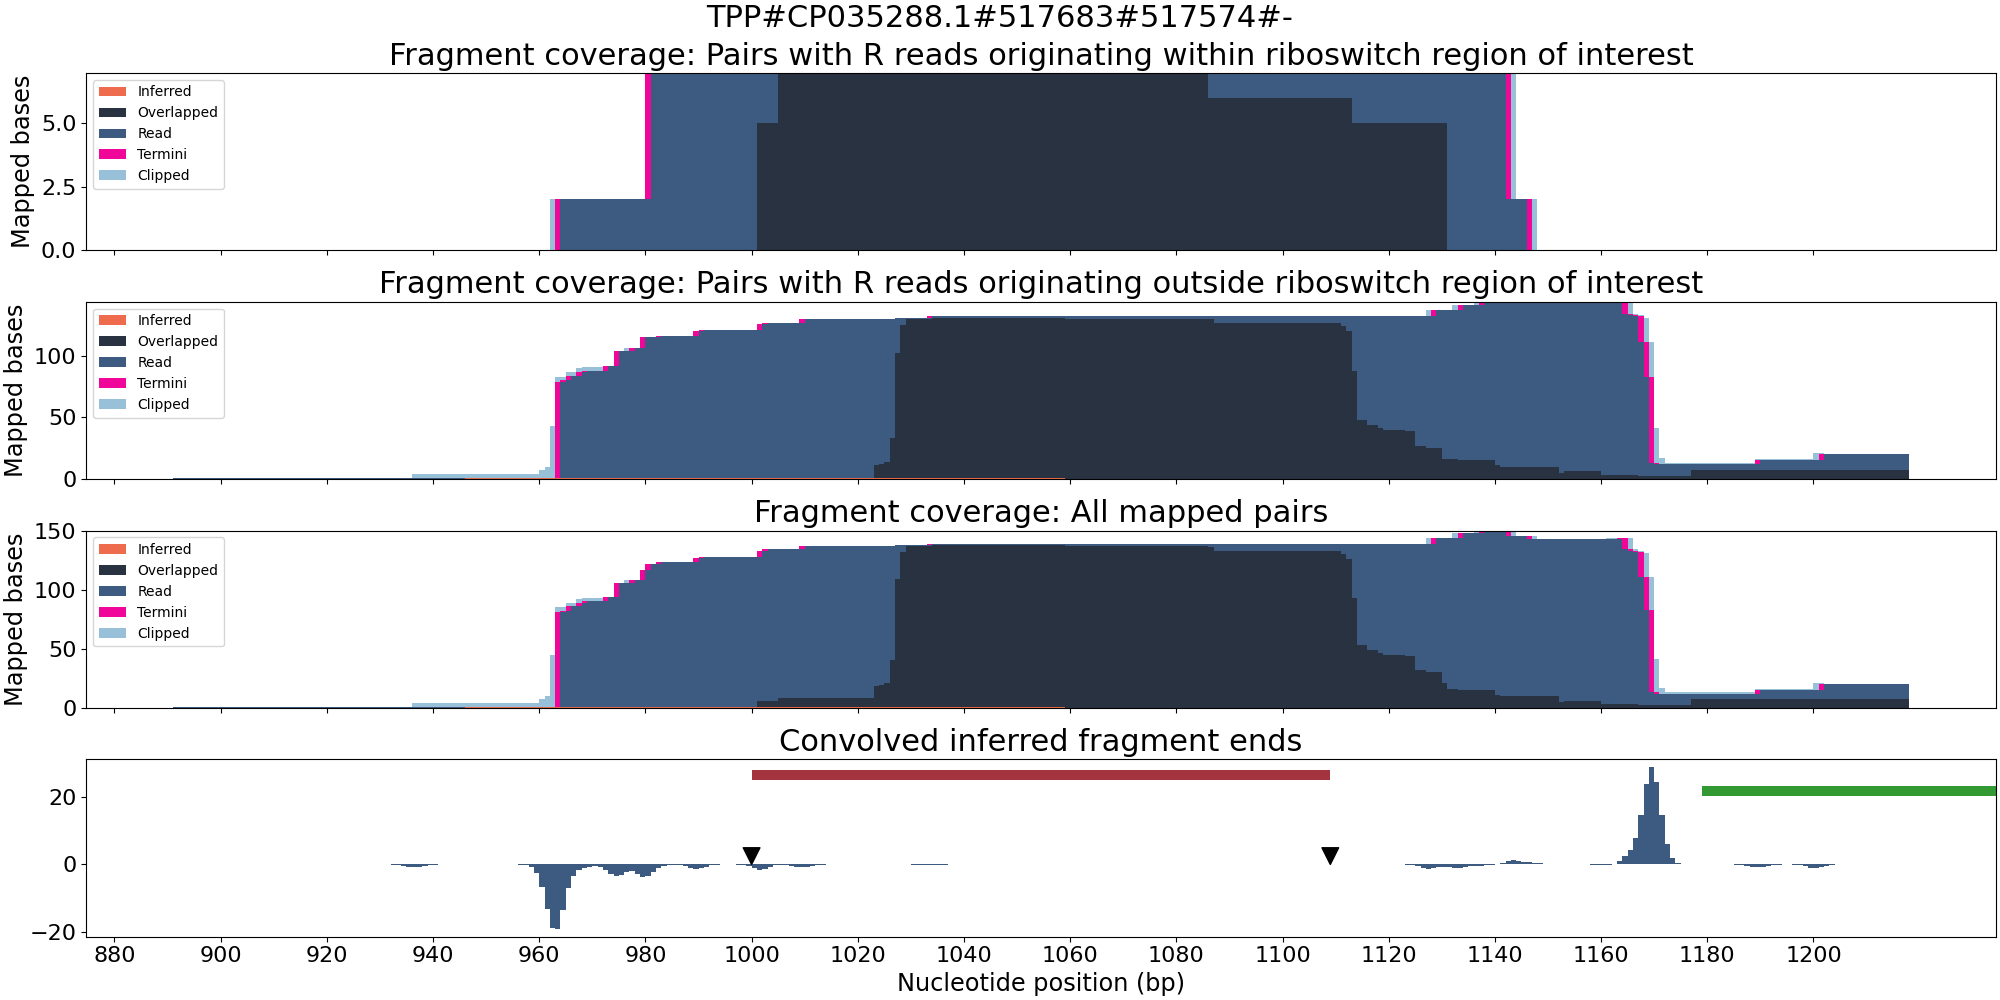 TPP#CP035288.1#517683#517574#-
Fragment coverage: Pairs with R reads originating within riboswitch region of interest
Mapped bases
5.0
2.5
0.0
Inferred
Overlapped
Read
Termini
Clipped
Fragment coverage: Pairs with R reads originating outside riboswitch region of interest
Mapped bases
100
50
0
Inferred
Overlapped
Read
Termini
Clipped
Fragment coverage: All mapped pairs
Mapped bases
150
100
50
0
Inferred
Overlapped
Read
Termini
Clipped
Convolved inferred fragment ends
20
0
−20
880 900 920 940 960 980 1000 1020 1040 1060 1080 1100 1120 1140 1160 1180 1200
Nucleotide position (bp)